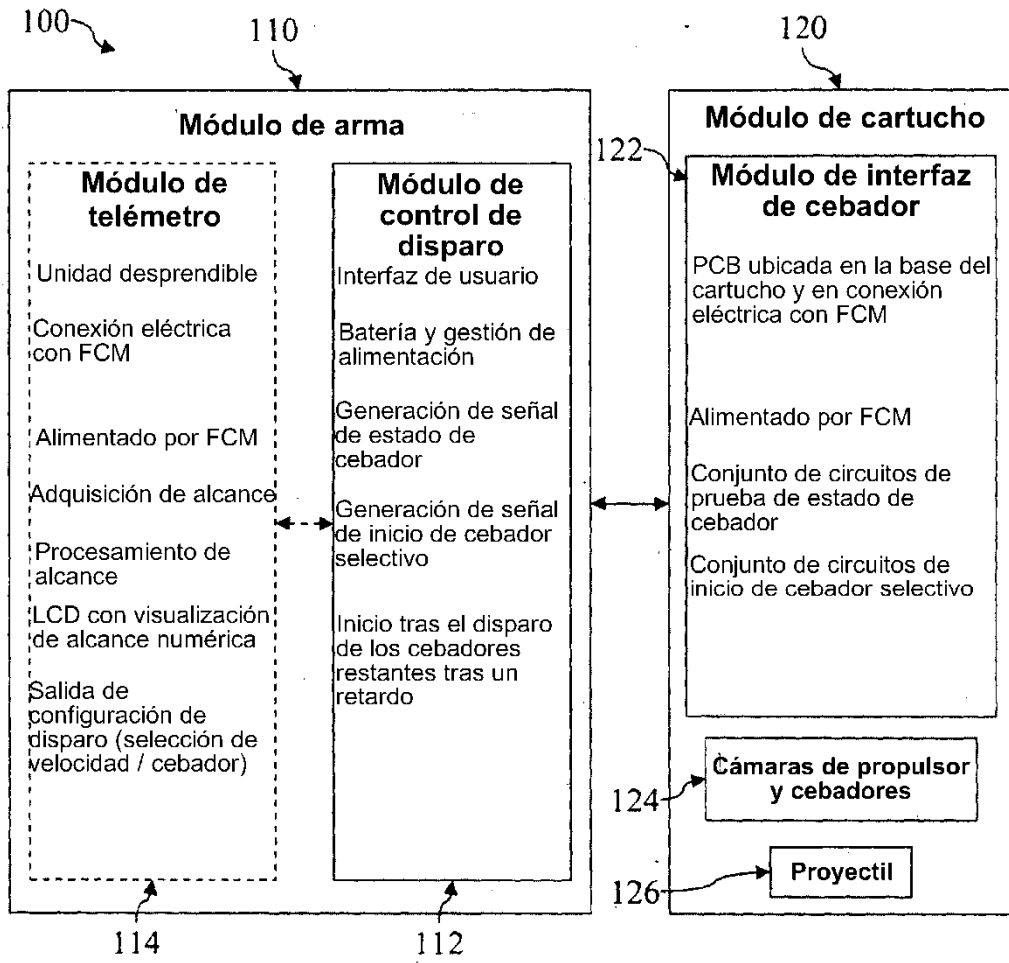 100
110
120
Módulo de arma
Módulo de
telémetro
Unidad desprendible
Conexión eléctrica
con FCM
Alimentado por FCM
Adquisición de alcance
Procesamiento de
alcance
LCD con visualización
de alcance numérica
Salida de
configuración de
disparo (selección de
velocidad / cebador)
114
Módulo de
control de
disparo
Interfaz de usuario
Batería y gestión de
alimentación
Generación de señal
de estado de
cebador
Generación de señal
de inicio de cebador
selectivo
Inicio tras el disparo
de los cebadores
restantes tras un
retardo
112
Módulo de cartucho
122
Módulo de interfaz
de cebador
PCB ubicada en la base del
cartucho y en conexión
eléctrica con FCM
Alimentado por FCM
Conjunto de circuitos de
prueba de estado de
cebador
Conjunto de circuitos de
inicio de cebador selectivo
124
Cámaras de propulsor
y cebadores
126
Proyectil